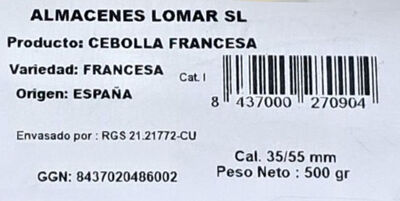 ALMACENES LOMAR SL
Producto: CEBOLLA FRANCESA
Variedad: FRANCESA
Cat. I
Origen: ESPAÑA
8 437000 270904
Envasado por : RGS 21.21772-CU
Cal. 35/55 mm
GGN: 8437020486002
Peso Neto : 500 gr